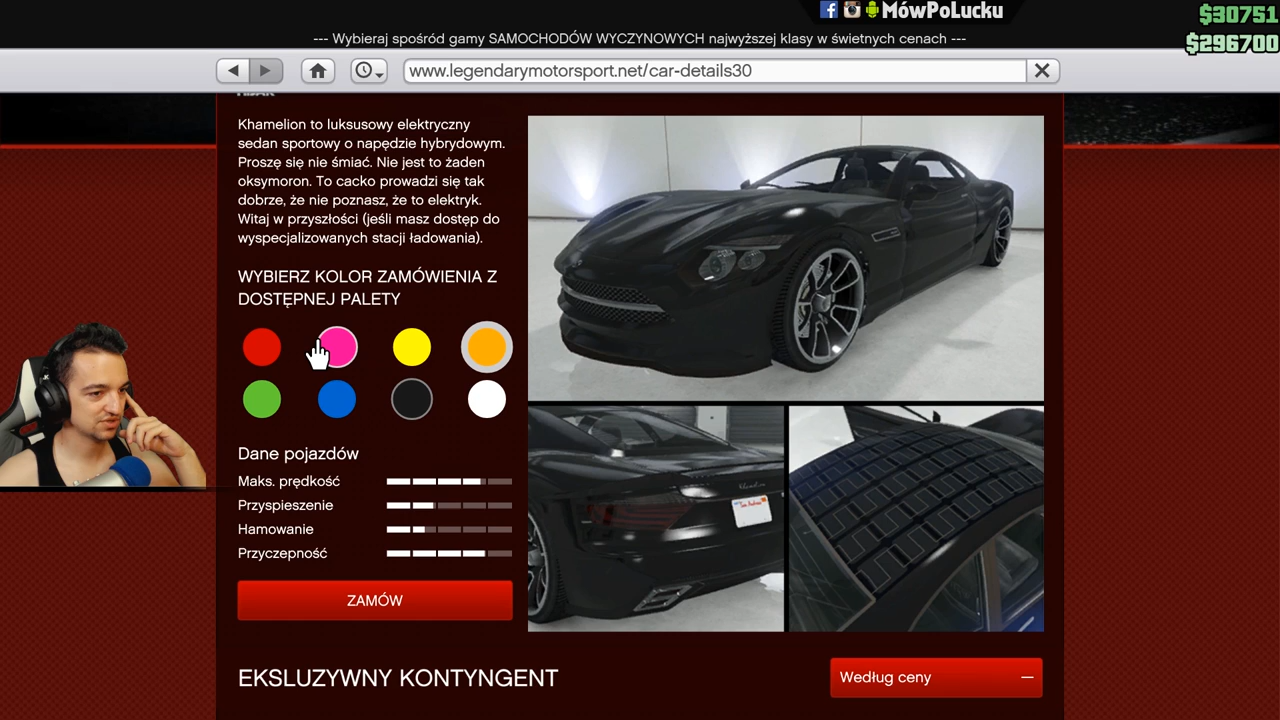 MówPoLucku
$30751
--- Wybieraj spośród gamy SAMOCHODÓW WYCZYNOWYCH najwyższej klasy w świetnych cenach ---
$296700
www.legendarymotorsport.net/car-details30
Khamelion to luksusowy elektryczny
sedan sportowy o napędzie hybrydowym.
Proszę się nie śmiać. Nie jest to żaden
oksymoron. To cacko prowadzi się tak
dobrze, że nie poznasz, że to elektryk.
Witaj w przyszłości (jeśli masz dostęp do
wyspecjalizowanych stacji ładowania).
WYBIERZ KOLOR ZAMÓWIENIA Z
DOSTĘPNEJ PALETY
Dane pojazdów
Maks. prędkość
Przyspieszenie
Hamowanie
Przyczepność
ZAMÓW
EKSLUZYWNY KONTYNGENT
Według ceny